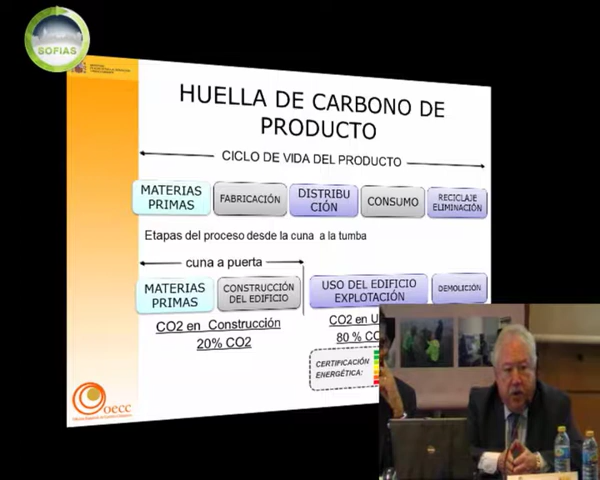 SOFIAS
HUELLA DE CARBONO DE
PRODUCTO
CICLO DE VIDA DEL PRODUCTO
MATERIAS
PRIMAS
FABRICACIÓN
DISTRIBU
CIÓN
CONSUMO
RECICLAJE
ELIMINACIÓN
Etapas del proceso desde la cuna a la tumba
cuna a puerta
MATERIAS
PRIMAS
CONSTRUCCIÓN
DEL EDIFICIO
USO DEL EDIFICIO
EXPLOTACIÓN
DEMOLICIÓN
CO2 en Construcción
20% CO2
CO2 en U
80 % CO
CERTIFICACIÓN
ENERGÉTICA:
oecc